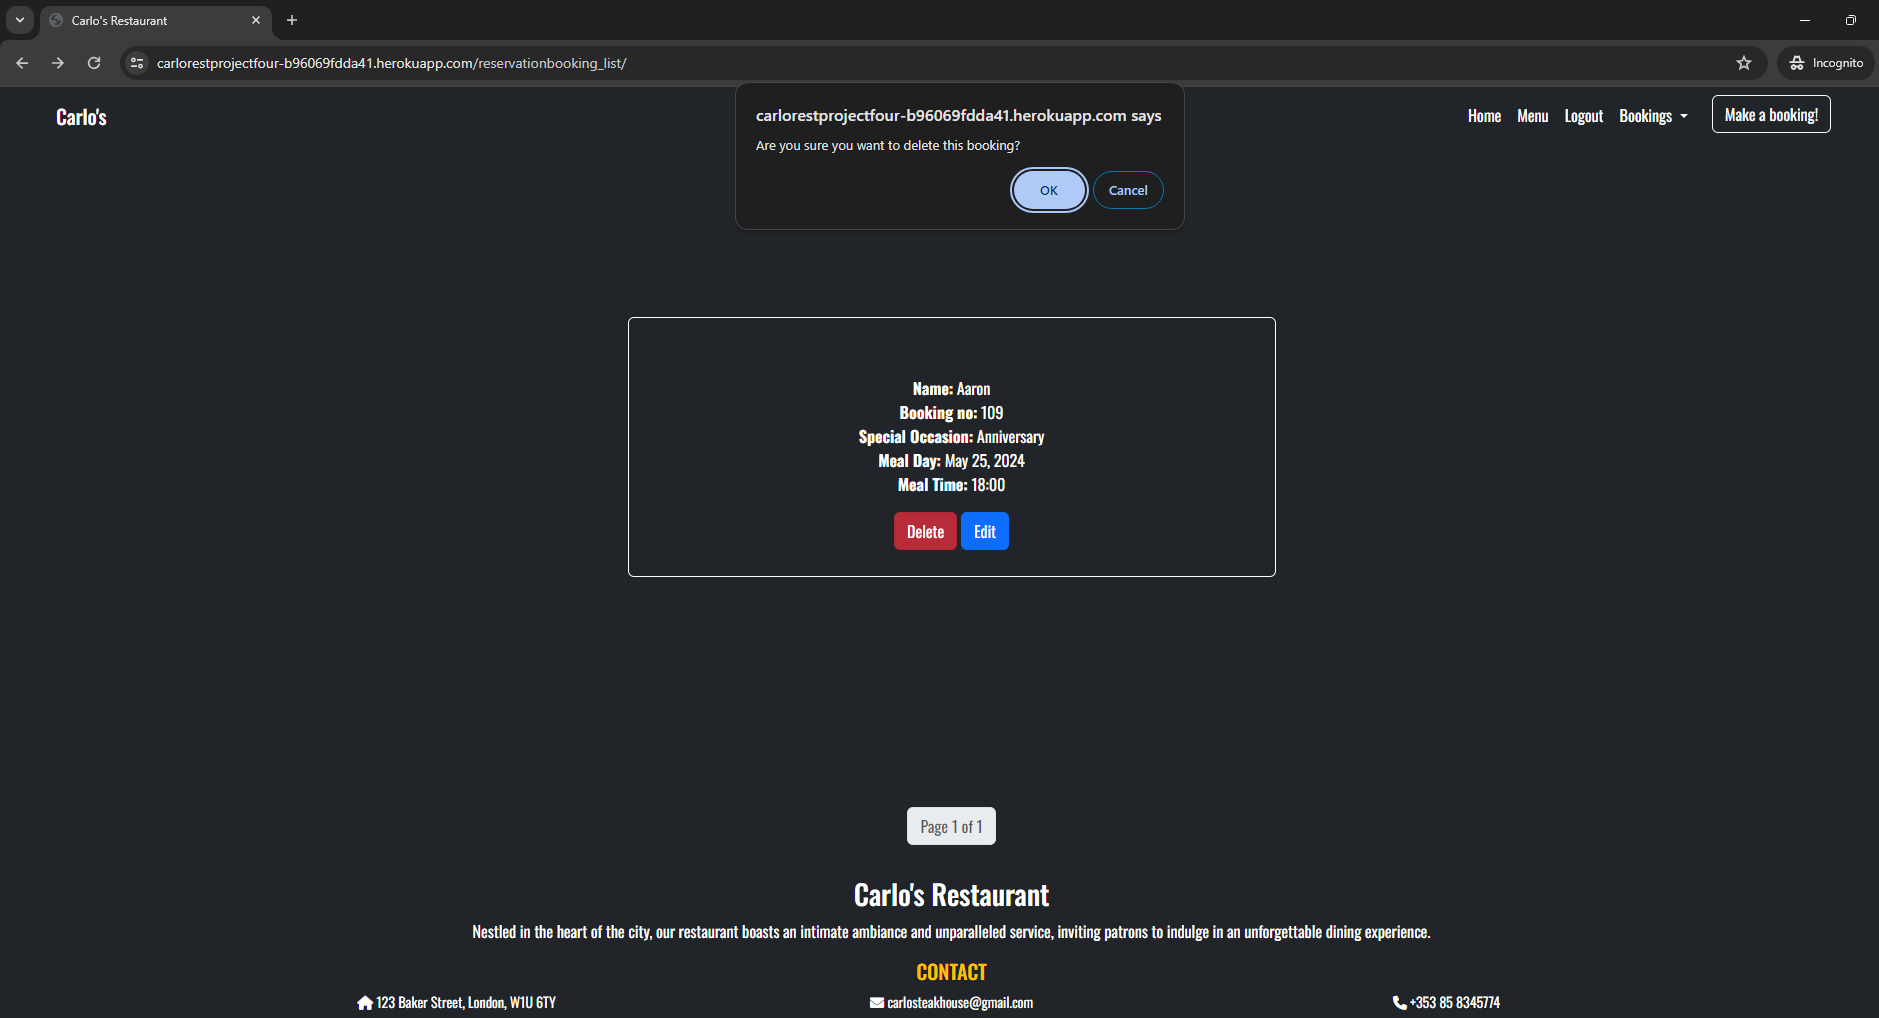 Carlo's Restaurant
carlorestprojectfour-b96069fdda41.herokuapp.com/reservationbooking_list/
Incognito
carlorestprojectfour-b96069fdda41.herokuapp.com says
Are you sure you want to delete this booking?
OK
Cancel
Carlo's
Home
Menu
Logout
Bookings
Make a booking!
Name: Aaron
Booking no: 109
Special Occasion: Anniversary
Meal Day: May 25, 2024
Meal Time: 18:00
Delete
Edit
Page 1 of 1
Carlo's Restaurant
Nestled in the heart of the city, our restaurant boasts an intimate ambiance and unparalleled service, inviting patrons to indulge in an unforgettable dining experience.
CONTACT
123 Baker Street, London, W1U 6TY
carlosteakhouse@gmail.com
+353 85 8345774